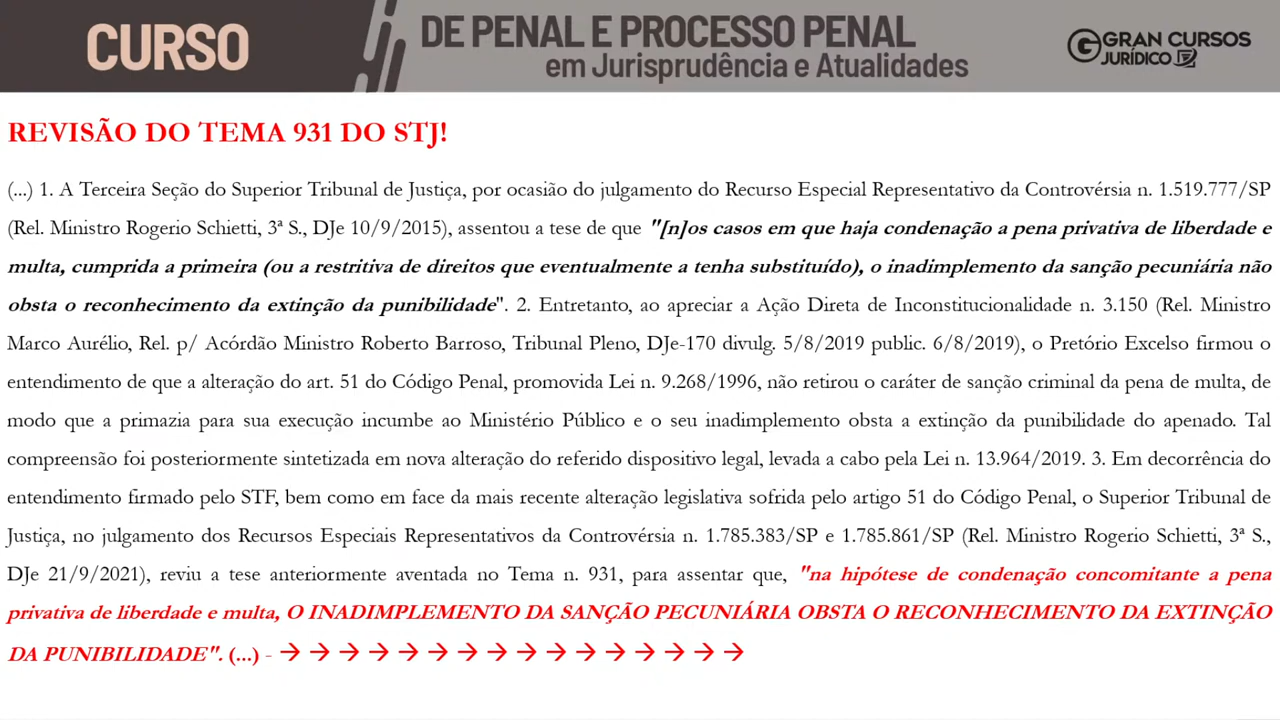 CURSO
DE PENAL E PROCESSO PENAL
em Jurisprudência e Atualidades
GRAN CURSOS
JURÍDICO
REVISÃO DO TEMA 931 DO STJ!
(...) 1. A Terceira Seção do Superior Tribunal de Justiça, por ocasião do julgamento do Recurso Especial Representativo da Controvérsia n. 1.519.777/SP
(Rel. Ministro Rogerio Schietti, 3ª S., DJe 10/9/2015), assentou a tese de que "[n]os casos em que haja condenação a pena privativa de liberdade e
multa, cumprida a primeira (ou a restritiva de direitos que eventualmente a tenha substituído), o inadimplemento da sanção pecuniária não
obsta o reconhecimento da extinção da punibilidade". 2. Entretanto, ao apreciar a Ação Direta de Inconstitucionalidade n. 3.150 (Rel. Ministro
Marco Aurélio, Rel. p/ Acórdão Ministro Roberto Barroso, Tribunal Pleno, DJe-170 divulg. 5/8/2019 public. 6/8/2019), o Pretório Excelso firmou o
entendimento de que a alteração do art. 51 do Código Penal, promovida Lei n. 9.268/1996, não retirou o caráter de sanção criminal da pena de multa, de
modo que a primazia para sua execução incumbe ao Ministério Público e o seu inadimplemento obsta a extinção da punibilidade do apenado. Tal
compreensão foi posteriormente sintetizada em nova alteração do referido dispositivo legal, levada a cabo pela Lei n. 13.964/2019. 3. Em decorrência do
entendimento firmado pelo STF, bem como em face da mais recente alteração legislativa sofrida pelo artigo 51 do Código Penal, o Superior Tribunal de
Justiça, no julgamento dos Recursos Especiais Representativos da Controvérsia n. 1.785.383/SP e 1.785.861/SP (Rel. Ministro Rogerio Schietti, 3ª S.,
DJe 21/9/2021), reviu a tese anteriormente aventada no Tema n. 931, para assentar que, "na hipótese de condenação concomitante a pena
privativa de liberdade e multa, O INADIMPLEMENTO DA SANÇÃO PECUNIÁRIA OBSTA O RECONHECIMENTO DA EXTINÇÃO
DA PUNIBILIDADE". (...) - → → → → → → → → → → → → → → → →